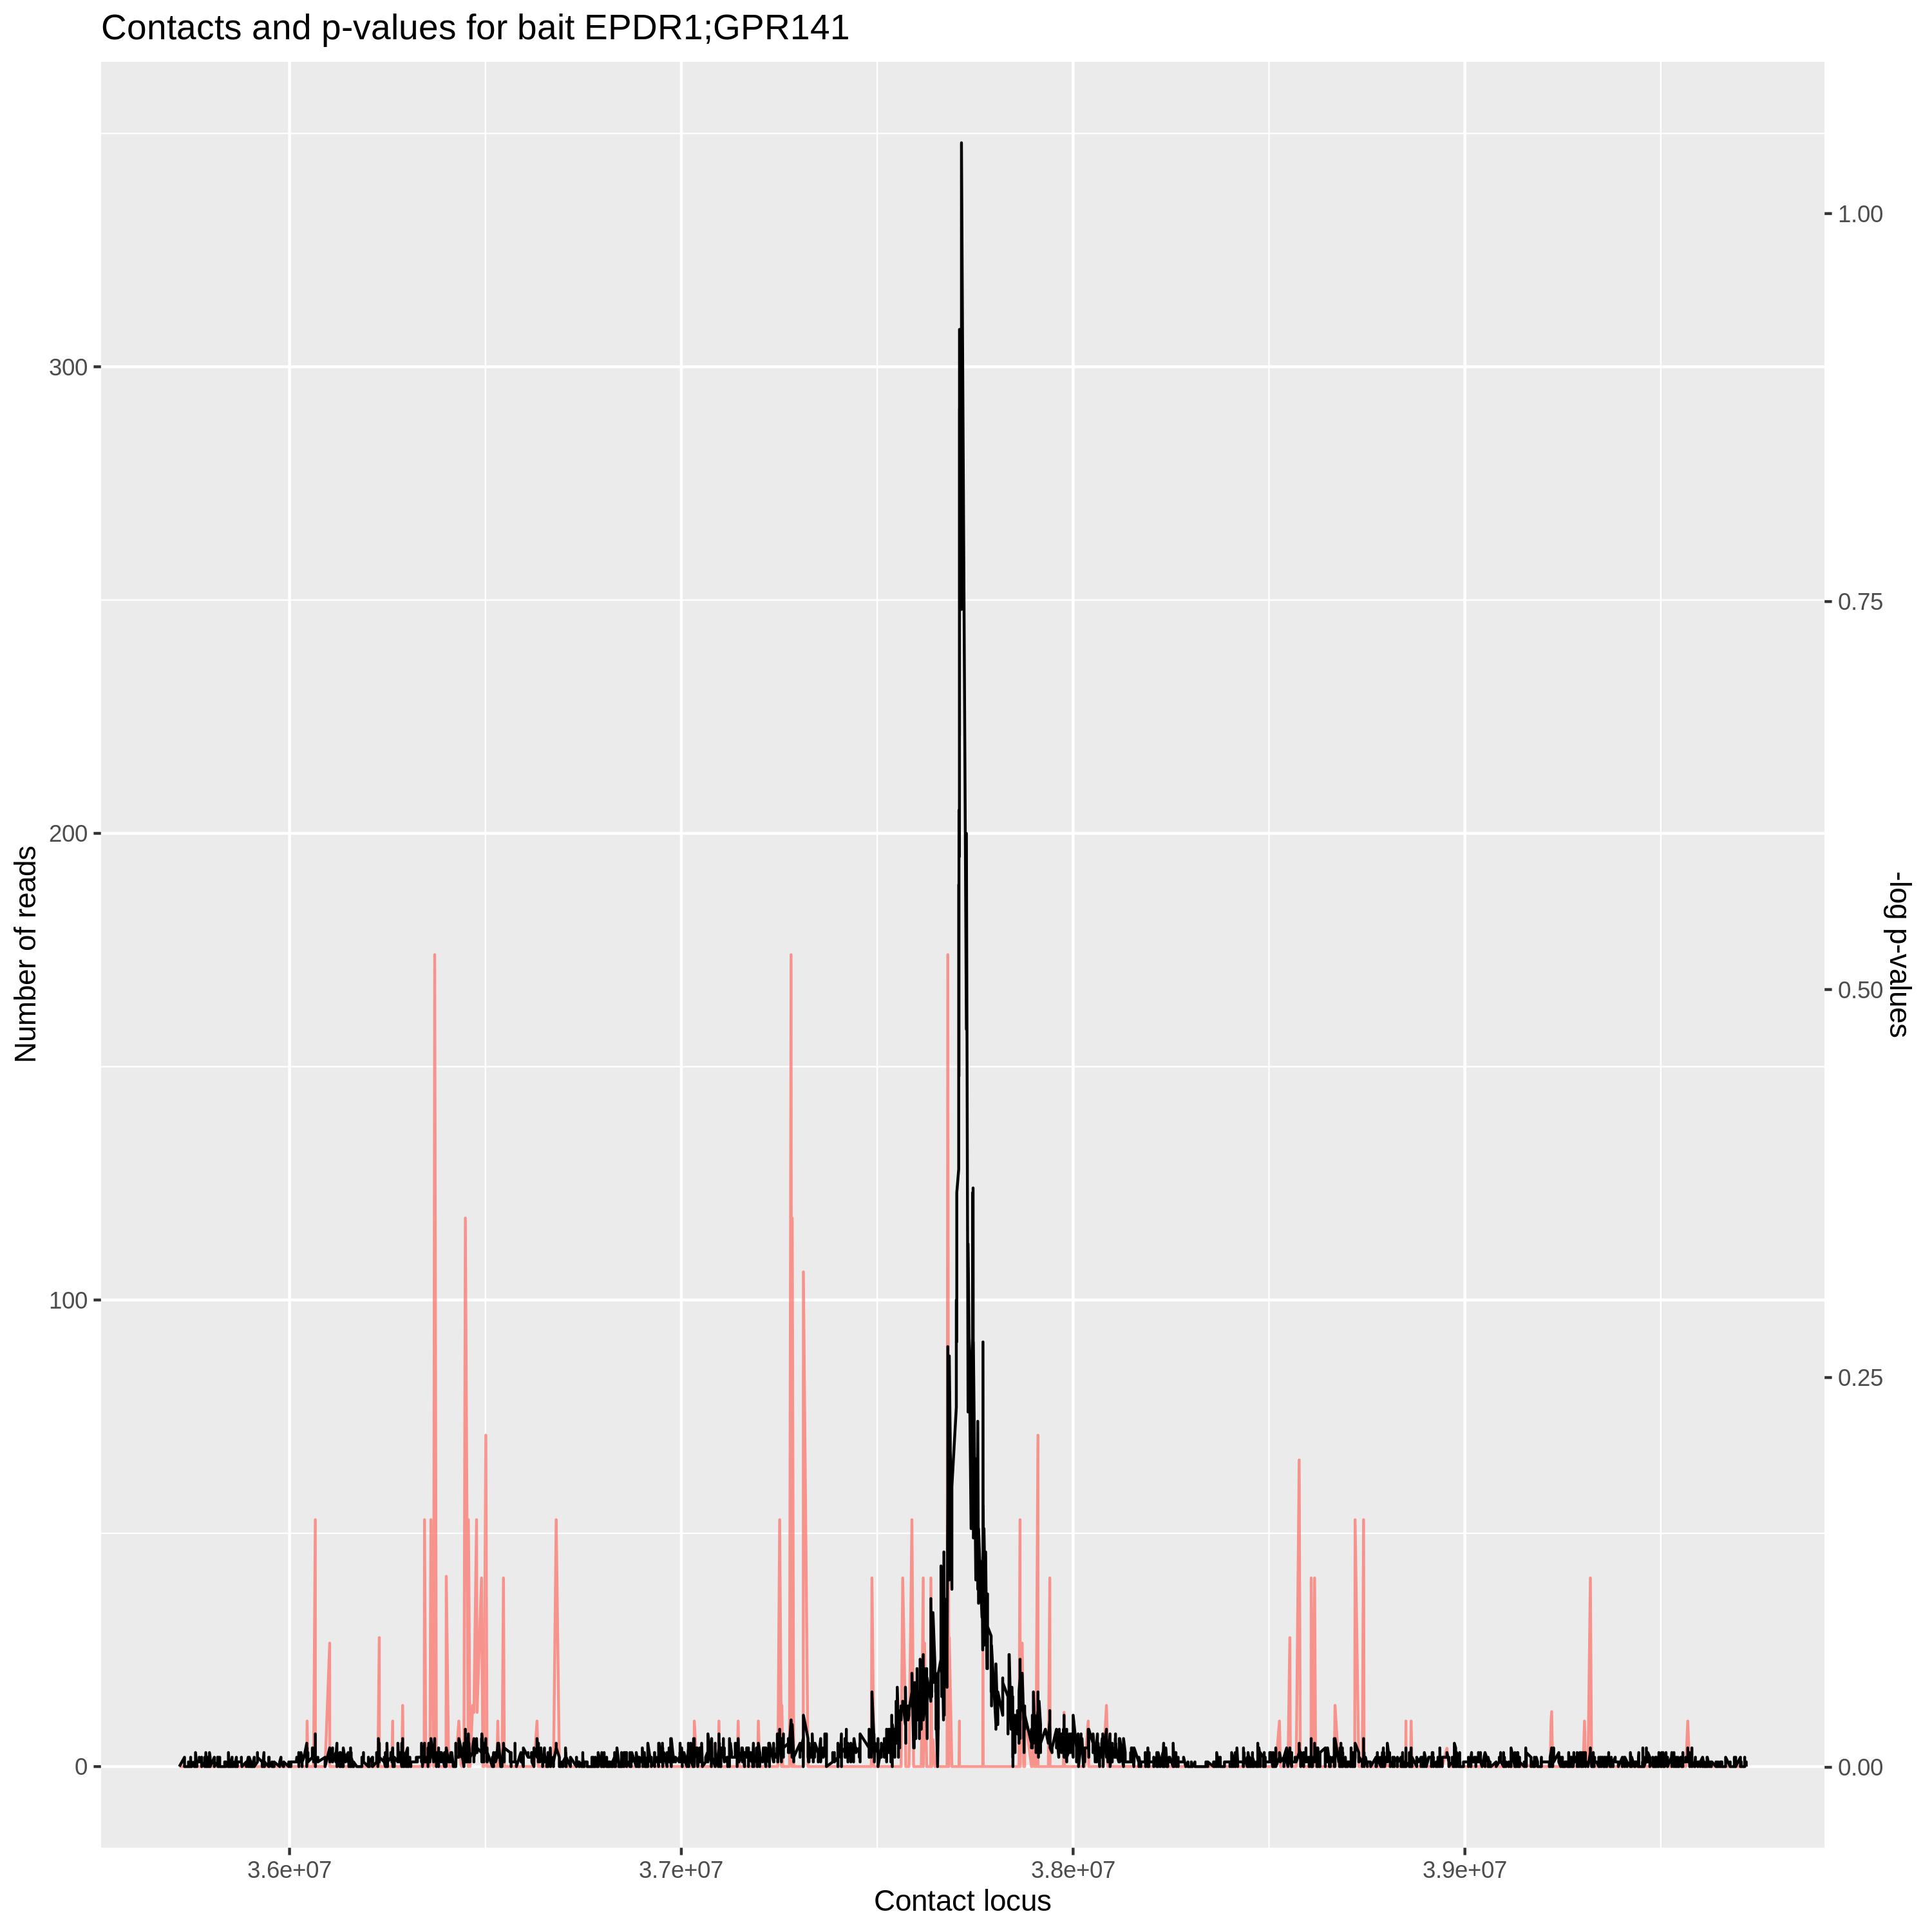 Contacts and p-values for bait EPDR1;GPR141
Number of reads
300
200
100
0
1.00
0.75
0.50
0.25
0.00
-log p-values
3.6e+07
3.7e+07
3.8e+07
3.9e+07
Contact locus